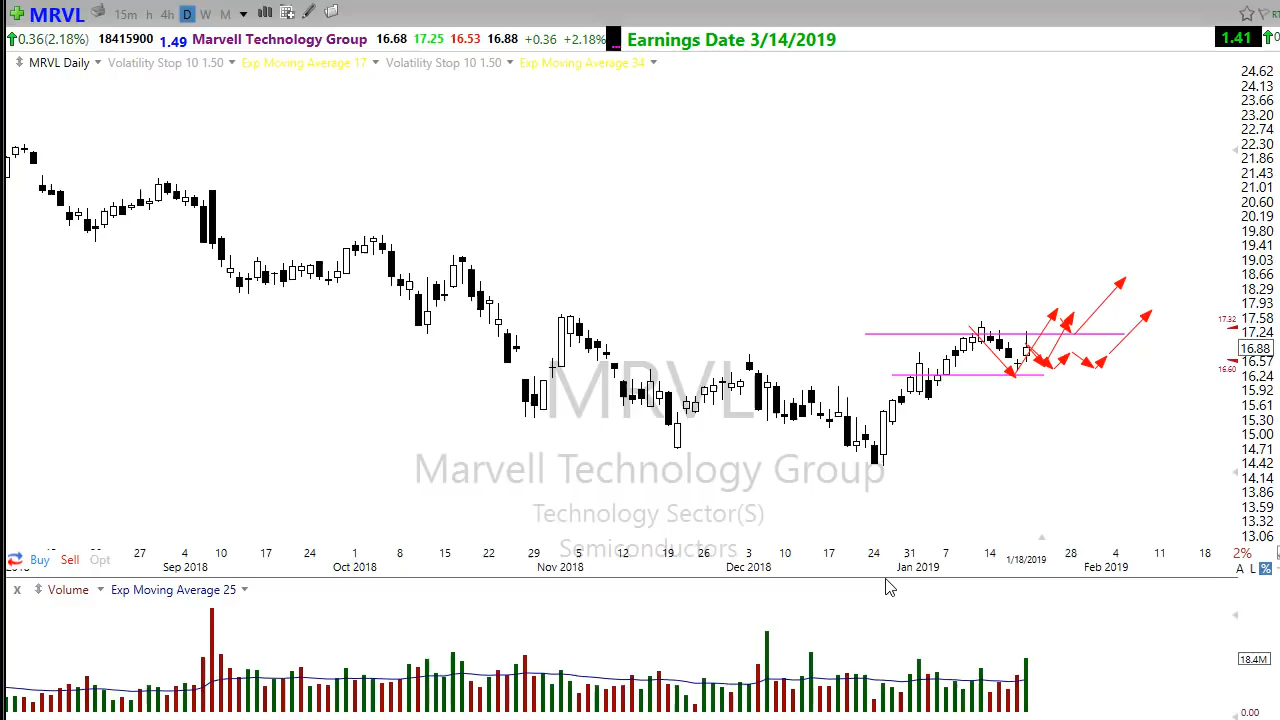 MRVL 15m h 4h D W M
0.36(2.18%) 18415900 1.49 Marvell Technology Group 16.68 17.25 16.53 16.88 +0.36 +2.18% Earnings Date 3/14/2019 1.41
MRVL Daily Volatility Stop 10 1.50 Exp Moving Average 17 Volatility Stop 10 1.50 Exp Moving Average 34
24.62
24.13
23.66
23.20
22.74
22.30
21.86
21.43
21.01
20.60
20.19
19.80
19.41
19.03
18.66
18.29
17.93
17.32 17.58
17.24
16.88
16.60 16.57
16.24
15.92
15.61
15.30
15.00
14.71
14.42
14.14
13.86
13.59
13.32
13.06
MRVL
Marvell Technology Group
Technology Sector(S)
Semiconductors
27 4 10 17 24 1 8 15 22 29 5 12 19 26 3 10 17 24 31 7 14 1/18/2019 28 4 11 18 2%
Buy Sell Opt
Sep 2018 Oct 2018 Nov 2018 Dec 2018 Jan 2019 Feb 2019 A L %
x Volume Exp Moving Average 25
18.4M
0.00